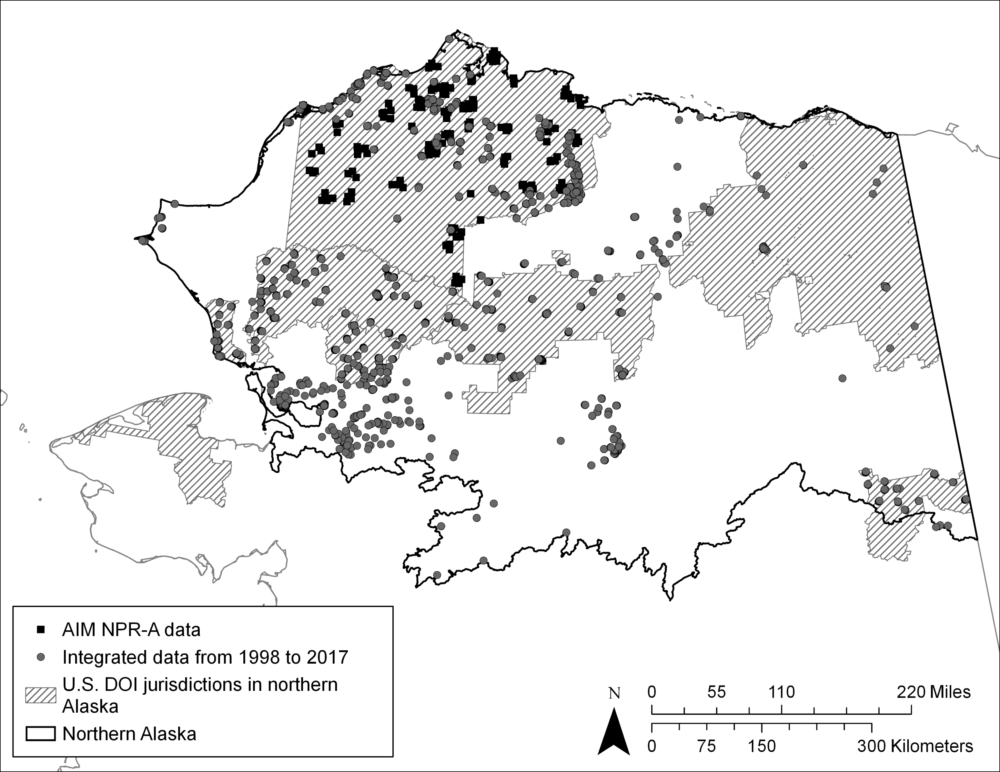 AIM NPR-A data
Integrated data from 1998 to 2017
U.S. DOI jurisdictions in northern
Alaska
Northern Alaska
N
0 55 110 220 Miles
0 75 150 300 Kilometers